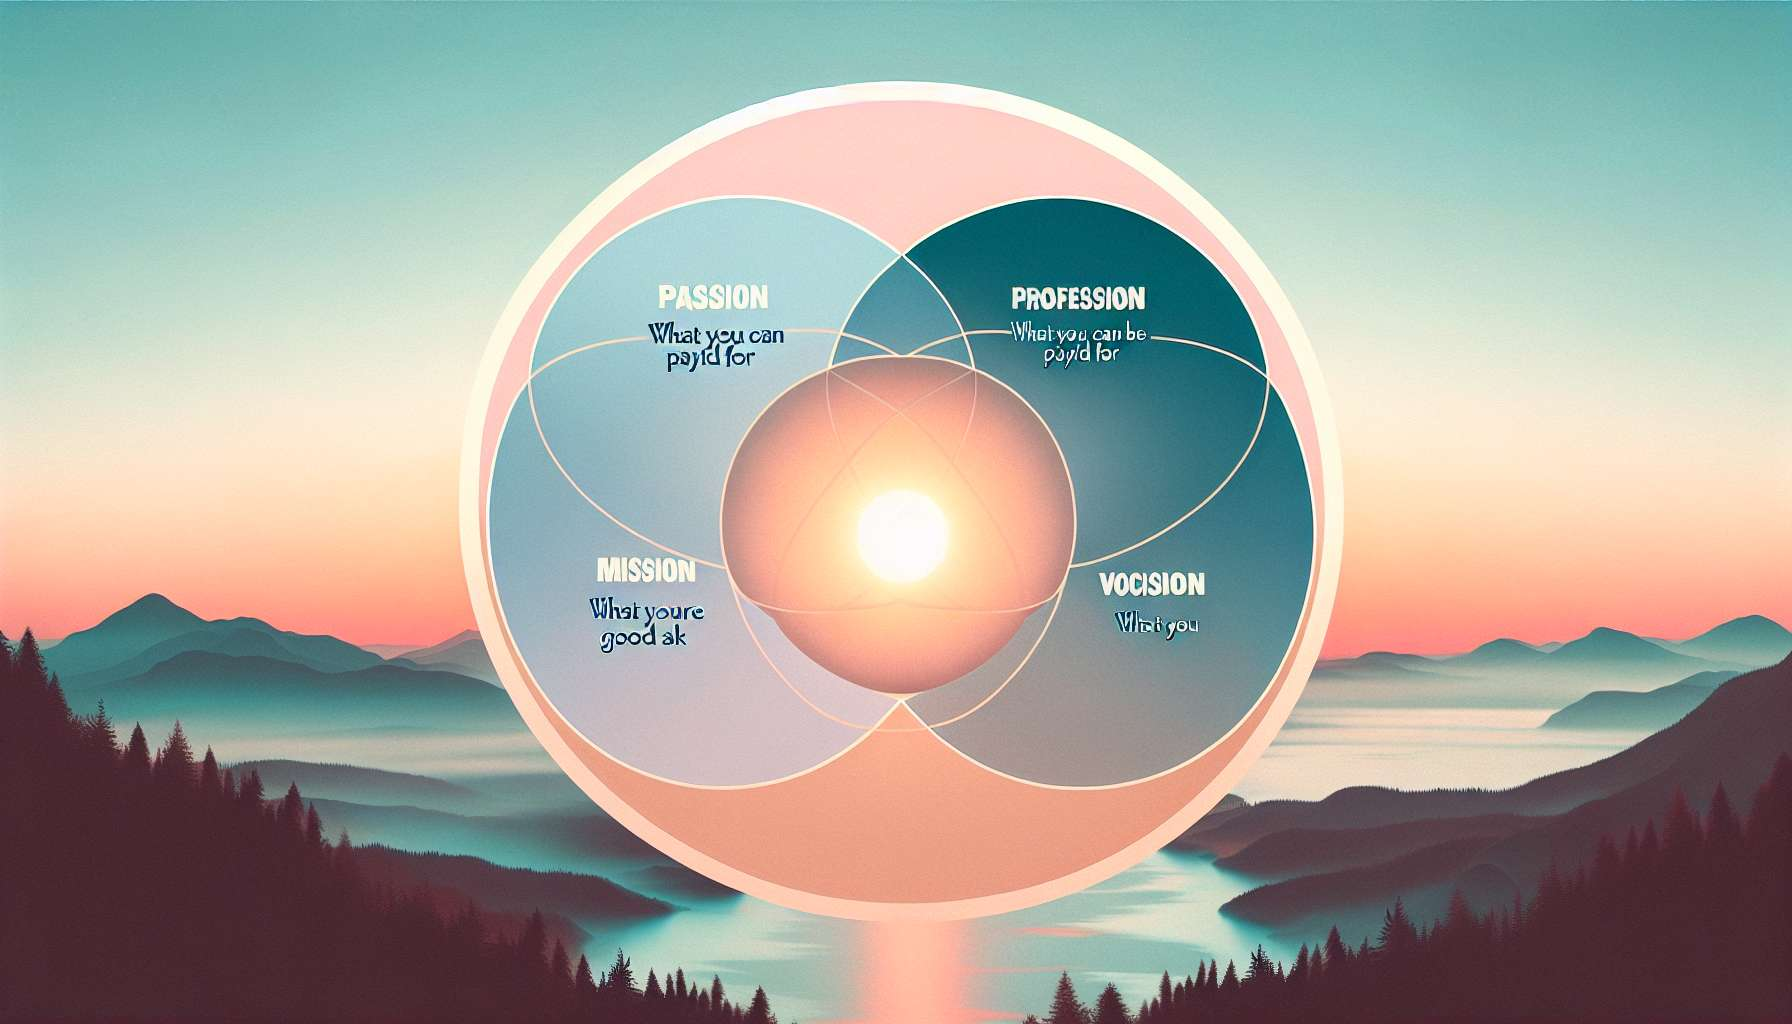 PASSION
What you can
payld for
PROFESSION
What you can be
payld for
MISSION
What youre
good ak
VOCISION
What you